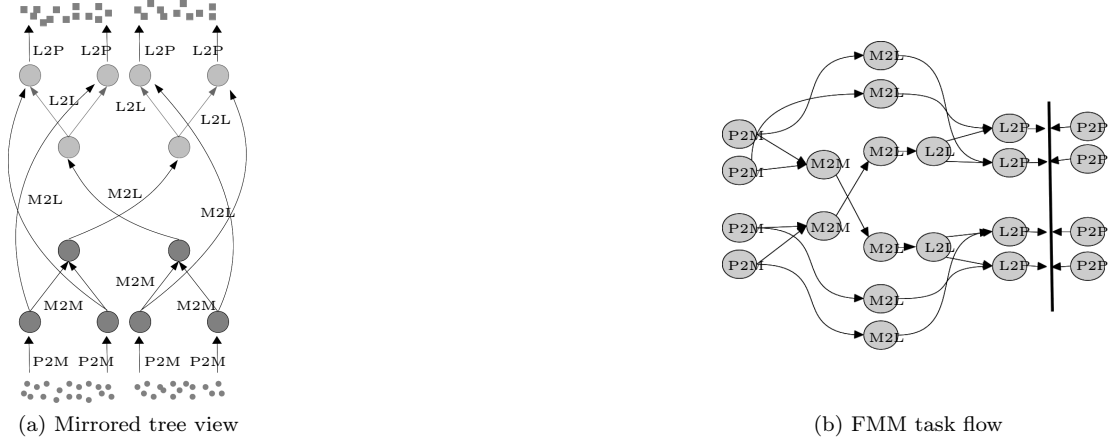 L2P L2P L2P L2P
L2L L2L L2L
M2L M2L M2L
M2M M2M M2M
P2M P2M P2M P2M
(a) Mirrored tree view
M2L
M2L
P2M M2L L2P P2P
P2M M2M L2L L2P P2P
P2M M2M L2P P2P
P2M M2L L2L L2P P2P
M2L
M2L
(b) FMM task flow